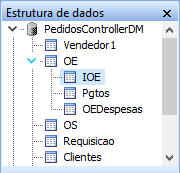 Estrutura de dados
PedidosControllerDM
Vendedor1
OE
IOE
Pgtos
OEDespesas
OS
Requisicao
Clientes